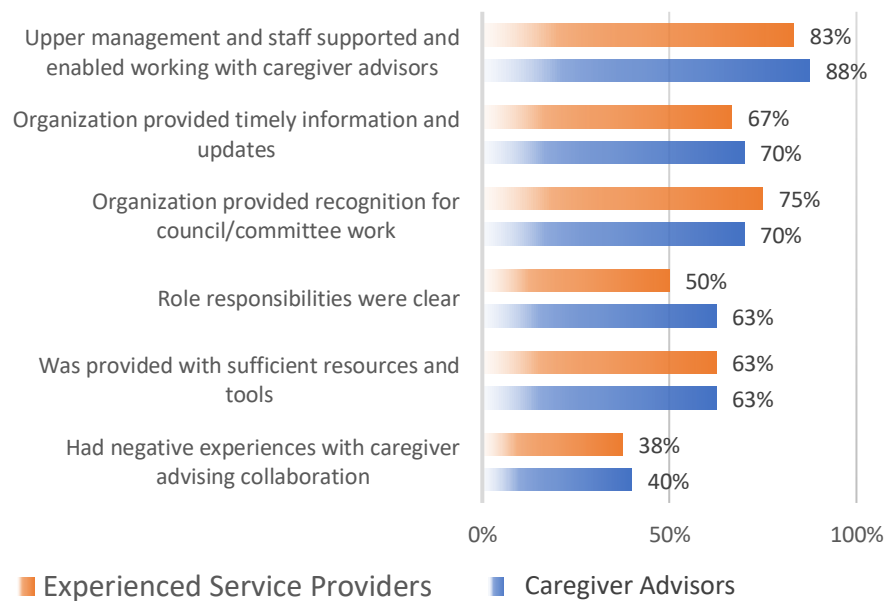 Upper management and staff supported and
enabled working with caregiver advisors
83%
88%
Organization provided timely information and
updates
67%
70%
Organization provided recognition for
council/committee work
75%
70%
Role responsibilities were clear
50%
63%
Was provided with sufficient resources and
tools
63%
63%
Had negative experiences with caregiver
advising collaboration
38%
40%
0% 50% 100%
Experienced Service Providers Caregiver Advisors